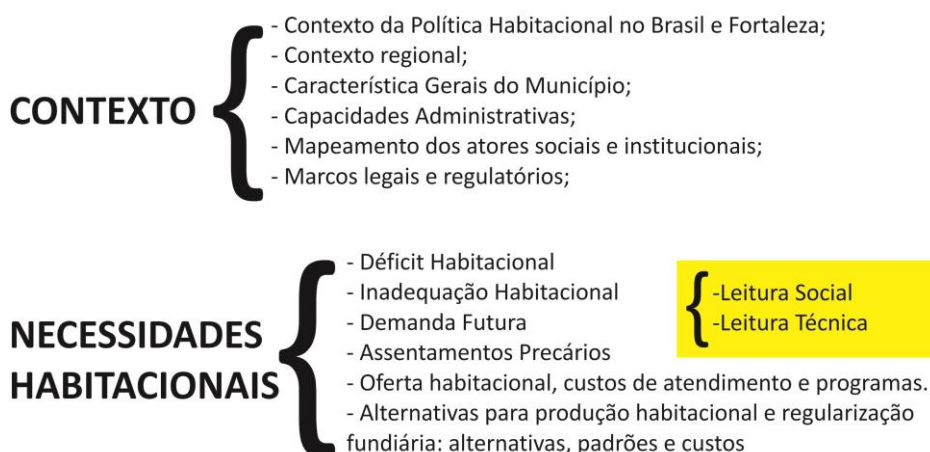 CONTEXTO
- Contexto da Política Habitacional no Brasil e Fortaleza;
- Contexto regional;
- Característica Gerais do Município;
- Capacidades Administrativas;
- Mapeamento dos atores sociais e institucionais;
- Marcos legais e regulatórios;
NECESSIDADES
HABITACIONAIS
- Déficit Habitacional
- Inadequação Habitacional
- Demanda Futura
- Assentamentos Precários
- Oferta habitacional, custos de atendimento e programas.
- Alternativas para produção habitacional e regularização
fundiária: alternativas, padrões e custos
-Leitura Social
-Leitura Técnica